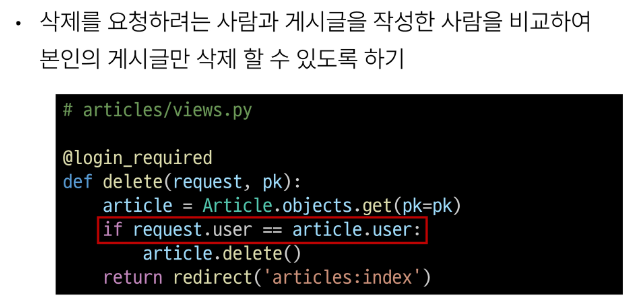 • 삭제를 요청하려는 사람과 게시글을 작성한 사람을 비교하여
본인의 게시글만 삭제 할 수 있도록 하기
# articles/views.py
@login_required
def delete(request, pk):
    article = Article.objects.get(pk=pk)
    if request.user == article.user:
        article.delete()
    return redirect('articles:index')